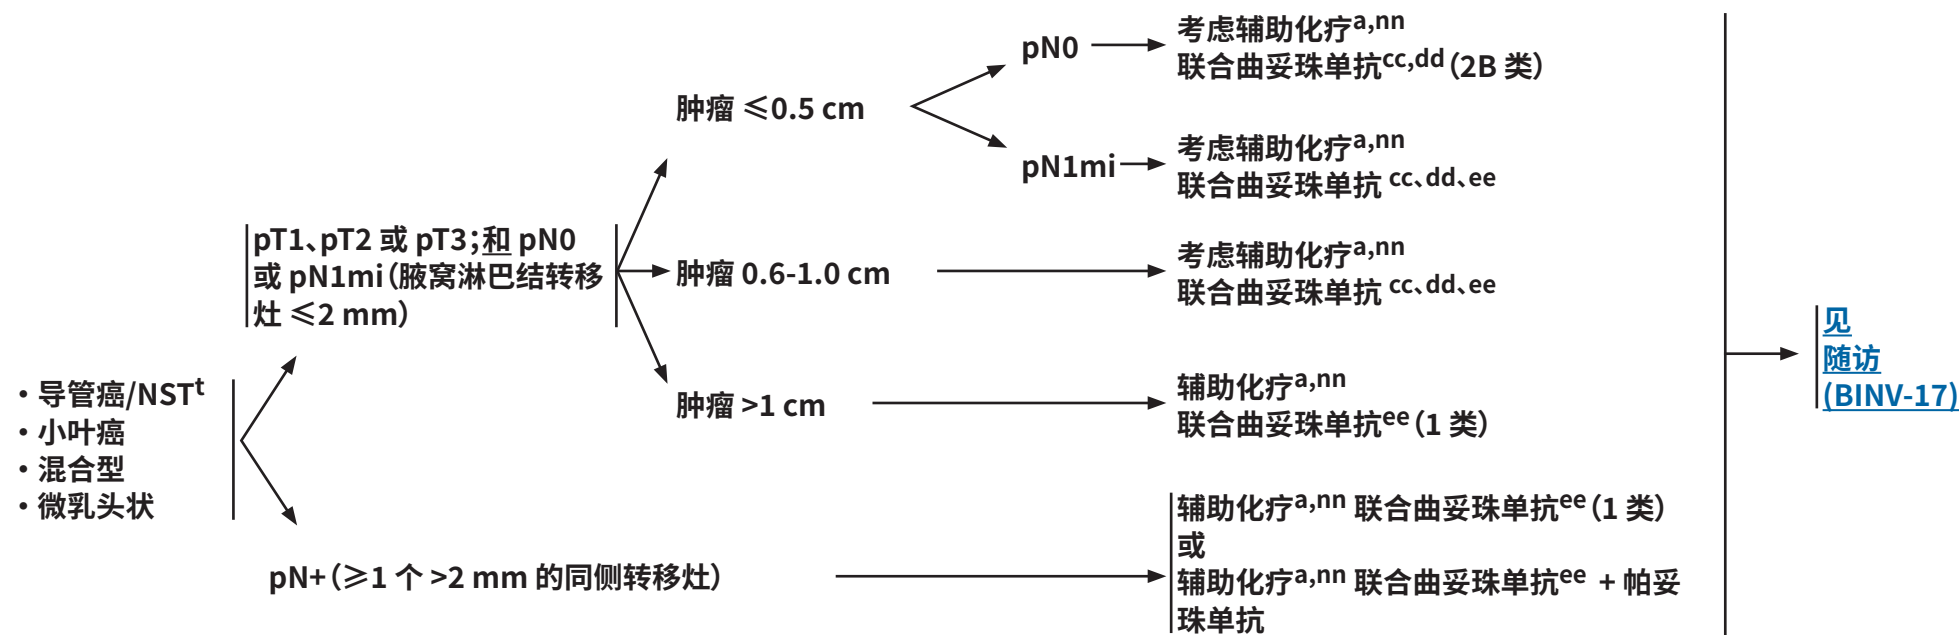 • 导管癌/NSTᵗ
• 小叶癌
• 混合型
• 微乳头状
pT1、pT2 或 pT3；和 pN0
或 pN1mi（腋窝淋巴结转移
灶 ≤2 mm）
肿瘤 ≤0.5 cm
pN0
考虑辅助化疗a,nn
联合曲妥珠单抗cc,dd（2B 类）
pN1mi
考虑辅助化疗a,nn
联合曲妥珠单抗 cc、dd、ee
肿瘤 0.6-1.0 cm
考虑辅助化疗a,nn
联合曲妥珠单抗 cc、dd、ee
肿瘤 >1 cm
辅助化疗a,nn
联合曲妥珠单抗ee（1 类）
pN+（≥1 个 >2 mm 的同侧转移灶）
辅助化疗a,nn 联合曲妥珠单抗ee（1 类）
或
辅助化疗a,nn 联合曲妥珠单抗ee + 帕妥
珠单抗
见
随访
(BINV-17)